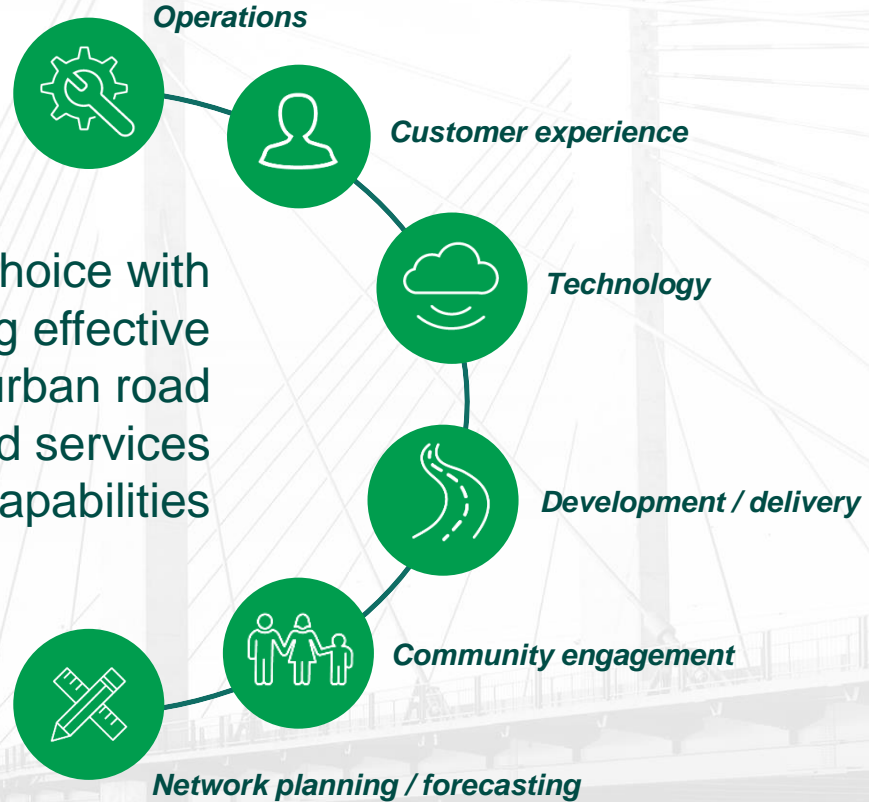 Operations
Customer experience
hoice with
g effective
Technology
urban road
d services
apabilities
Development / delivery
Community engagement
Network planning / forecasting